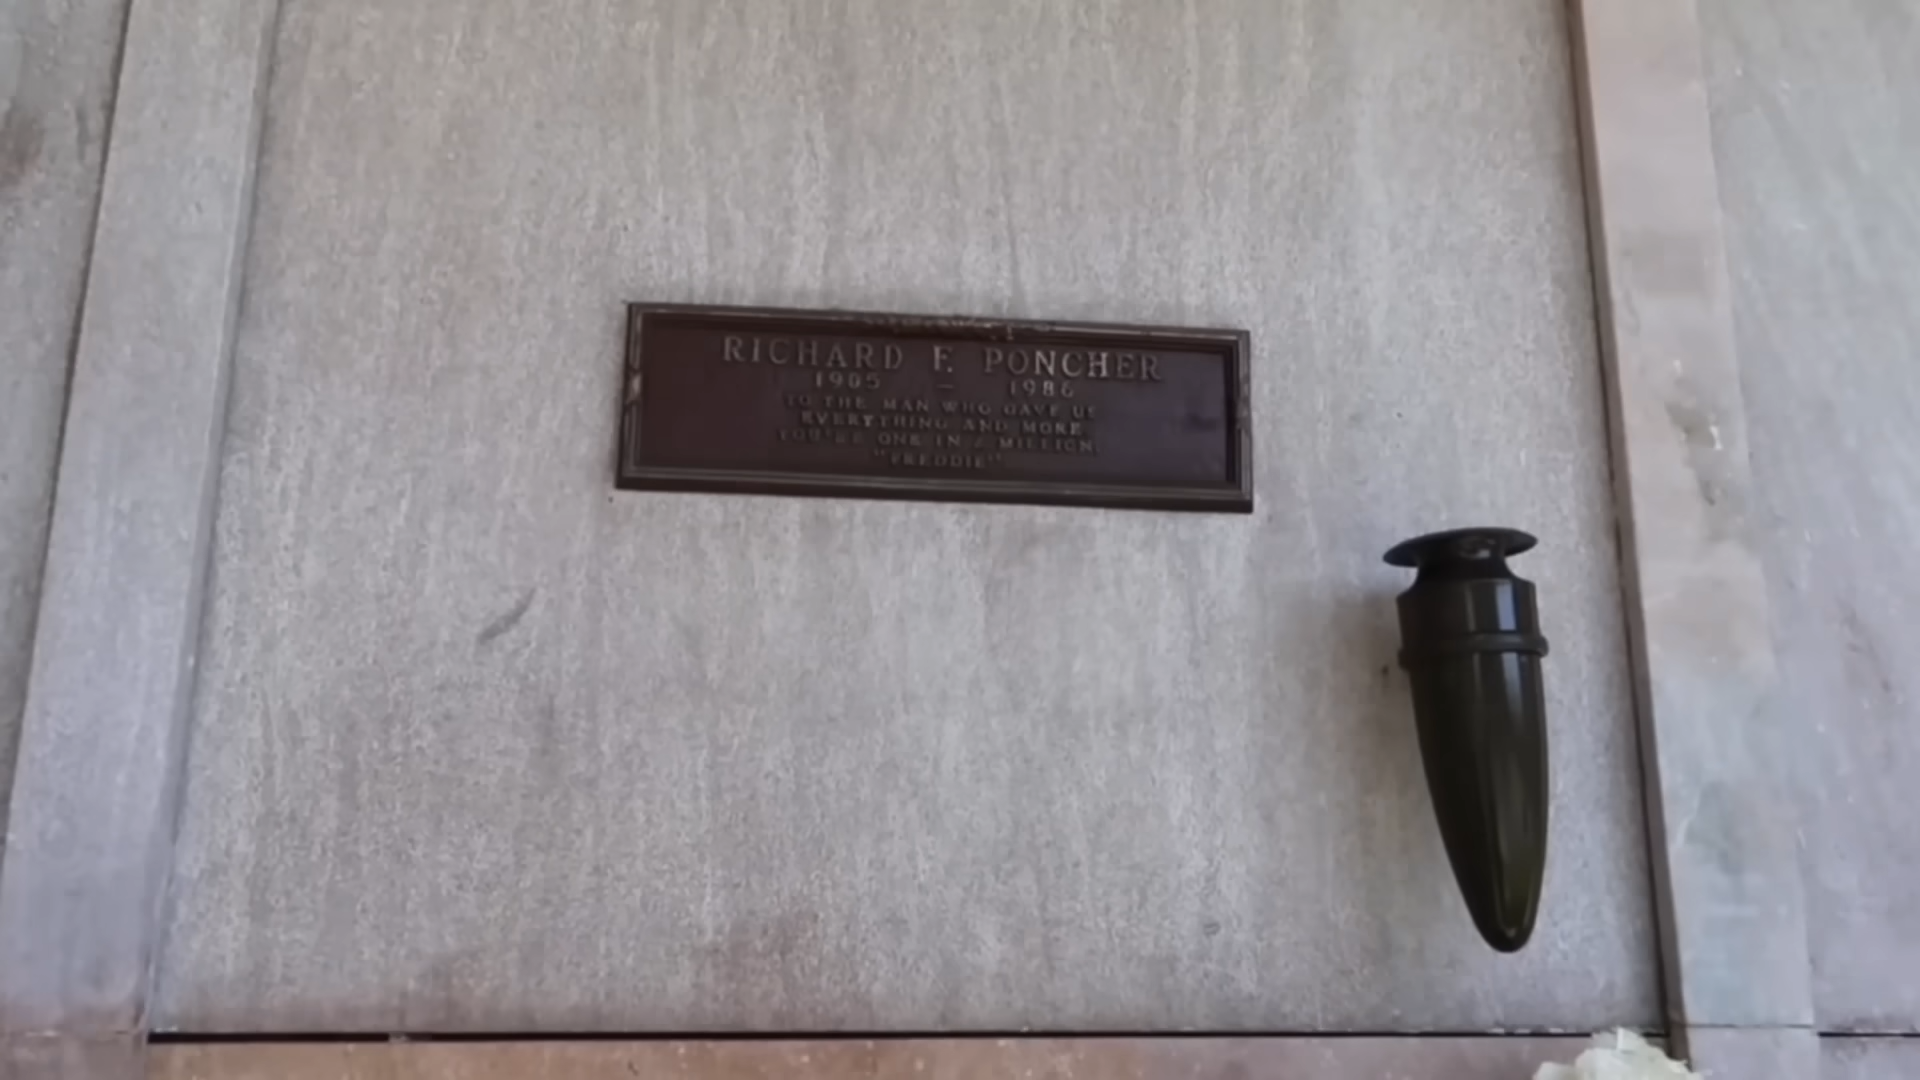 RICHARD F. PONCHER
1905 — 1986
TO THE MAN WHO GAVE US
EVERYTHING AND MORE
YOU'RE ONE IN A MILLION
"FREDDIE"